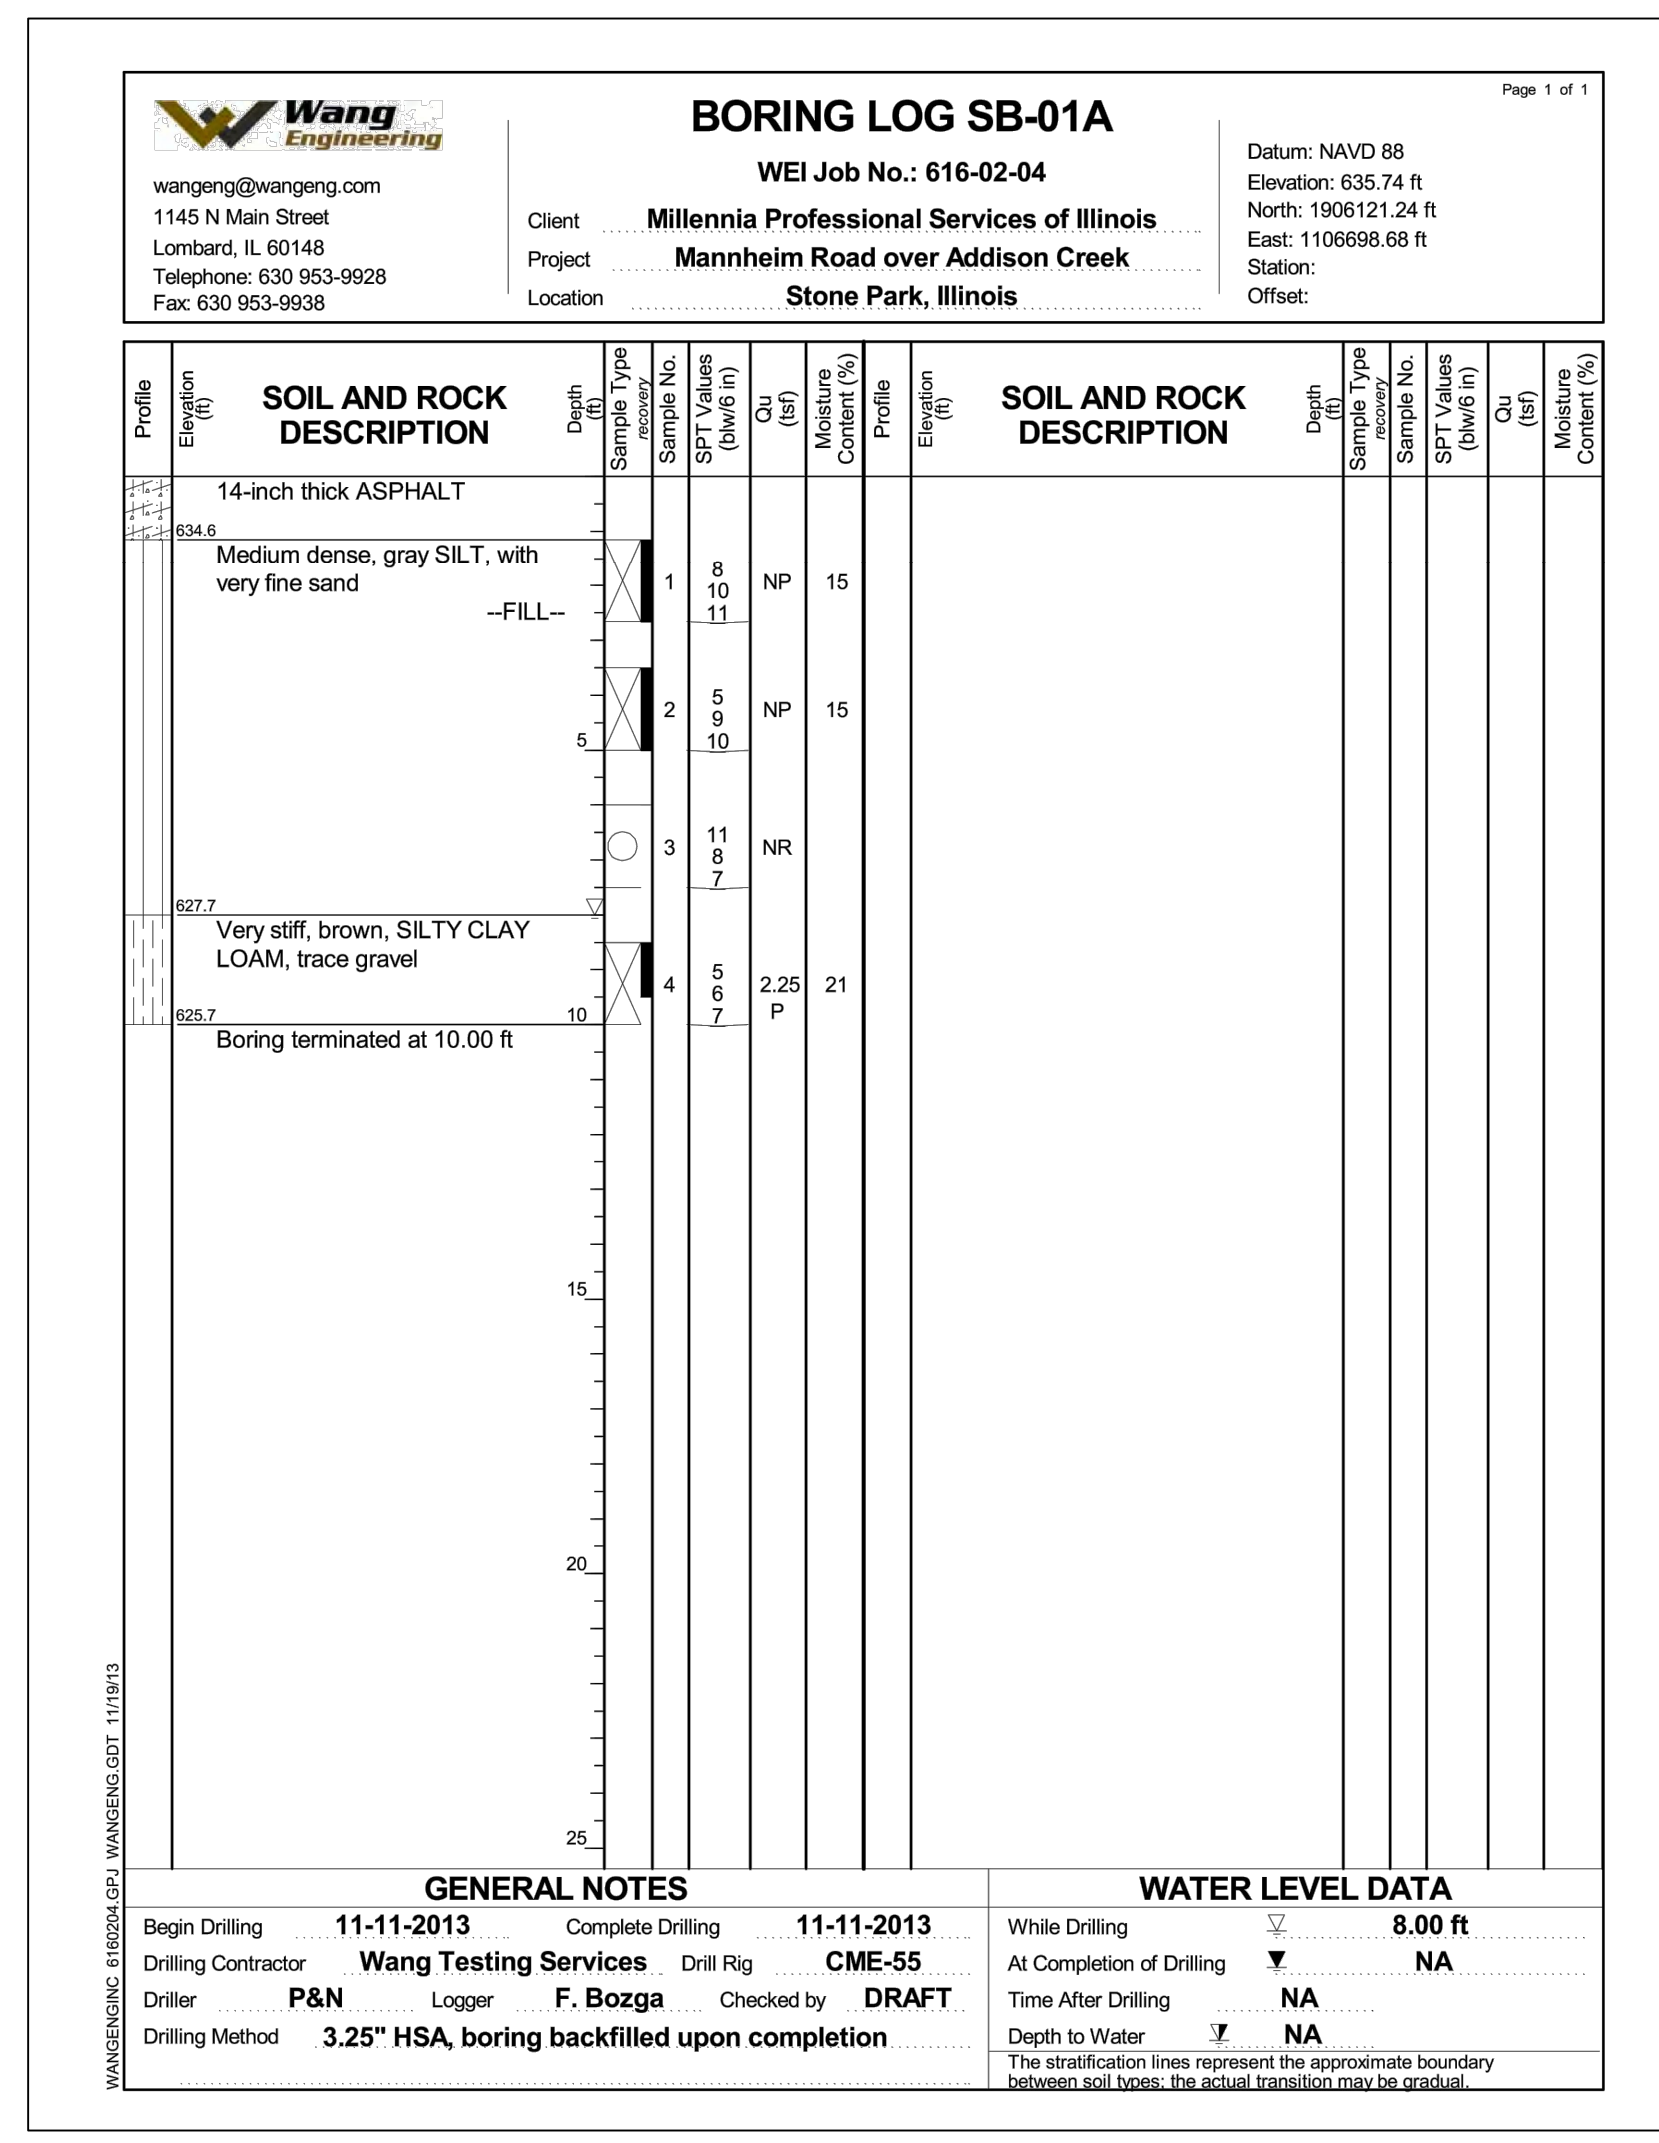 Page 1 of 1
Wang
Engineering
wangeng@wangeng.com
1145 N Main Street
Lombard, IL 60148
Telephone: 630 953-9928
Fax: 630 953-9938
BORING LOG SB-01A
WEI Job No.: 616-02-04
Client Millennia Professional Services of Illinois
Project Mannheim Road over Addison Creek
Location Stone Park, Illinois
Datum: NAVD 88
Elevation: 635.74 ft
North: 1906121.24 ft
East: 1106698.68 ft
Station:
Offset:
Profile
Elevation
(ft)
SOIL AND ROCK
DESCRIPTION
Depth
(ft)
Sample Type
recovery
Sample No.
SPT Values
(blw/6 in)
Qu
(tsf)
Moisture
Content (%)
Profile
Elevation
(ft)
SOIL AND ROCK
DESCRIPTION
Depth
(ft)
Sample Type
recovery
Sample No.
SPT Values
(blw/6 in)
Qu
(tsf)
Moisture
Content (%)
14-inch thick ASPHALT
634.6
Medium dense, gray SILT, with
very fine sand
--FILL--
1
8
10
11
NP
15
2
5
9
10
NP
15
5
3
11
8
7
NR
627.7
Very stiff, brown, SILTY CLAY
LOAM, trace gravel
4
5
6
7
2.25
P
21
625.7
10
Boring terminated at 10.00 ft
15
20
25
WANGENGINC 6160204.GPJ WANGENG.GDT 11/19/13
GENERAL NOTES
Begin Drilling 11-11-2013 Complete Drilling 11-11-2013
Drilling Contractor Wang Testing Services Drill Rig CME-55
Driller P&N Logger F. Bozga Checked by DRAFT
Drilling Method 3.25" HSA, boring backfilled upon completion
WATER LEVEL DATA
While Drilling 8.00 ft
At Completion of Drilling NA
Time After Drilling NA
Depth to Water NA
The stratification lines represent the approximate boundary
between soil types; the actual transition may be gradual.